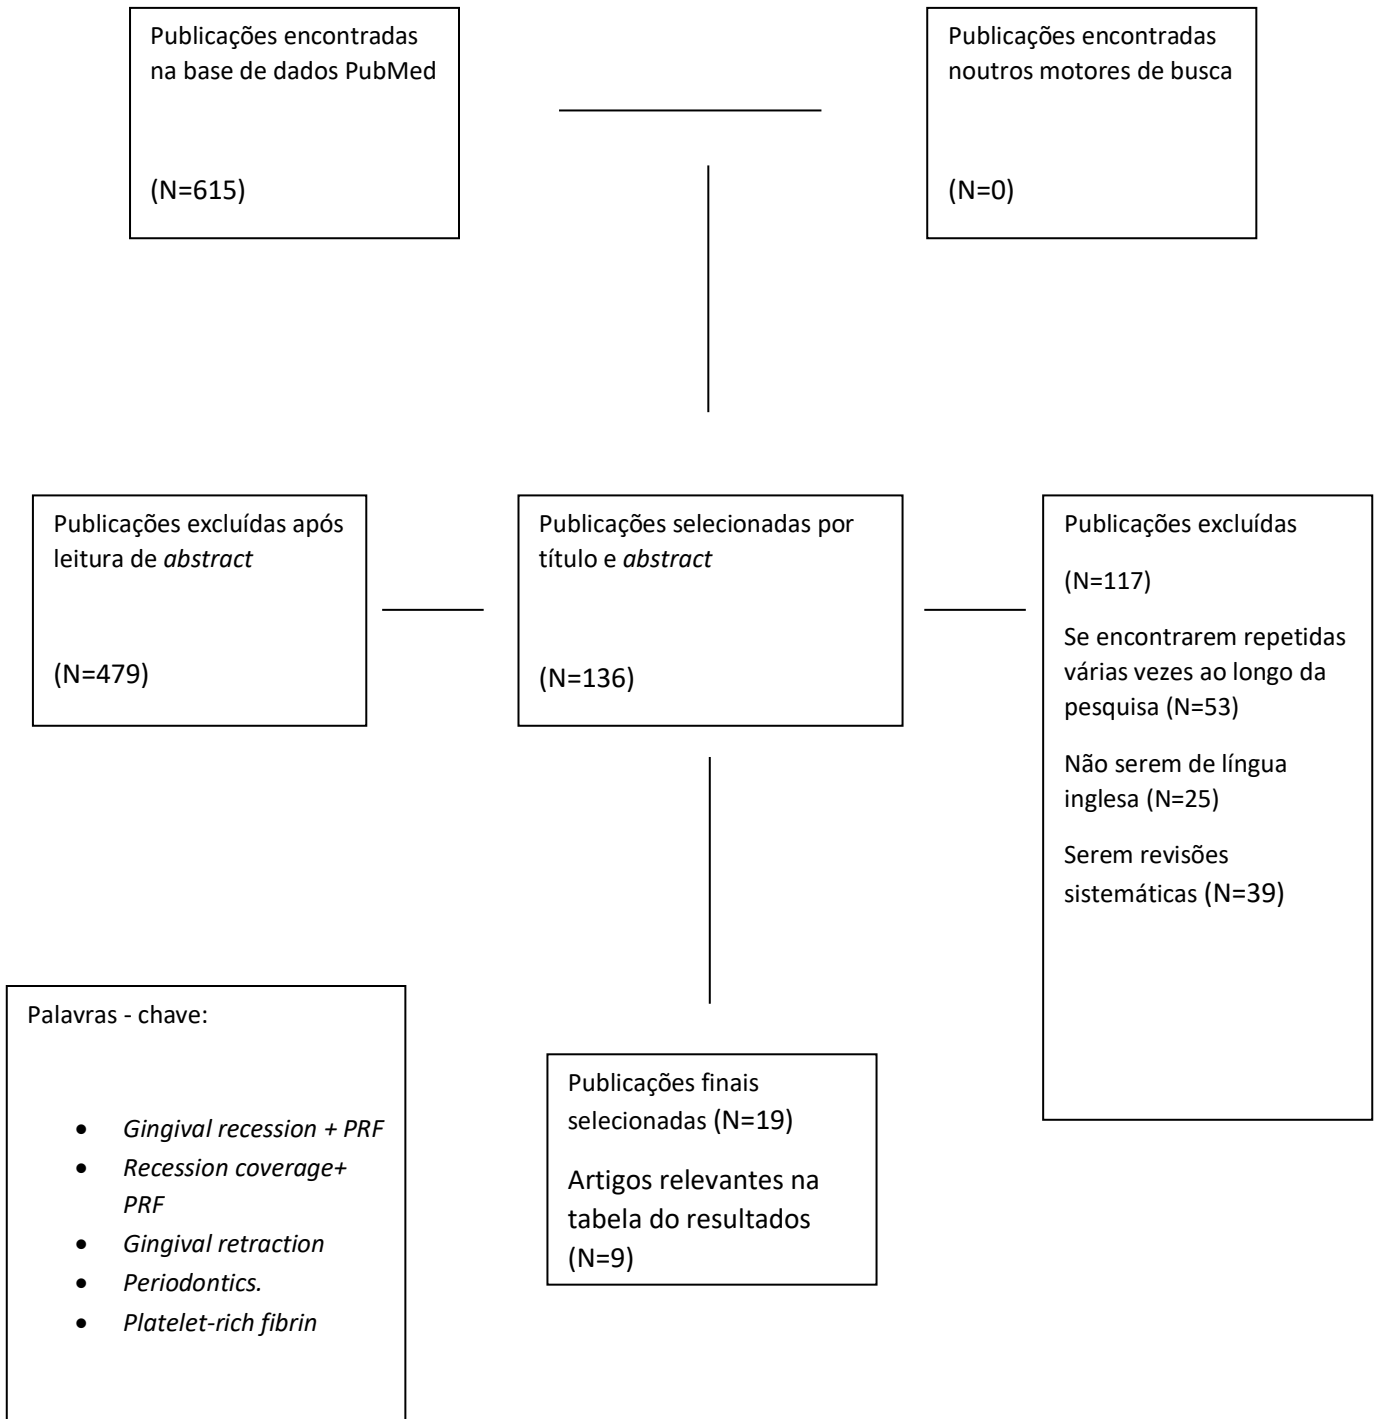 Publicações encontradas
na base de dados PubMed
(N=615)
Publicações encontradas
noutros motores de busca
(N=0)
Publicações excluídas após
leitura de abstract
(N=479)
Publicações selecionadas por
título e abstract
(N=136)
Publicações excluídas
(N=117)
Se encontrarem repetidas
várias vezes ao longo da
pesquisa (N=53)
Não serem de língua
inglesa (N=25)
Serem revisões
sistemáticas (N=39)
Palavras - chave:
• Gingival recession + PRF
• Recession coverage+
PRF
• Gingival retraction
• Periodontics.
• Platelet-rich fibrin
Publicações finais
selecionadas (N=19)
Artigos relevantes na
tabela do resultados
(N=9)